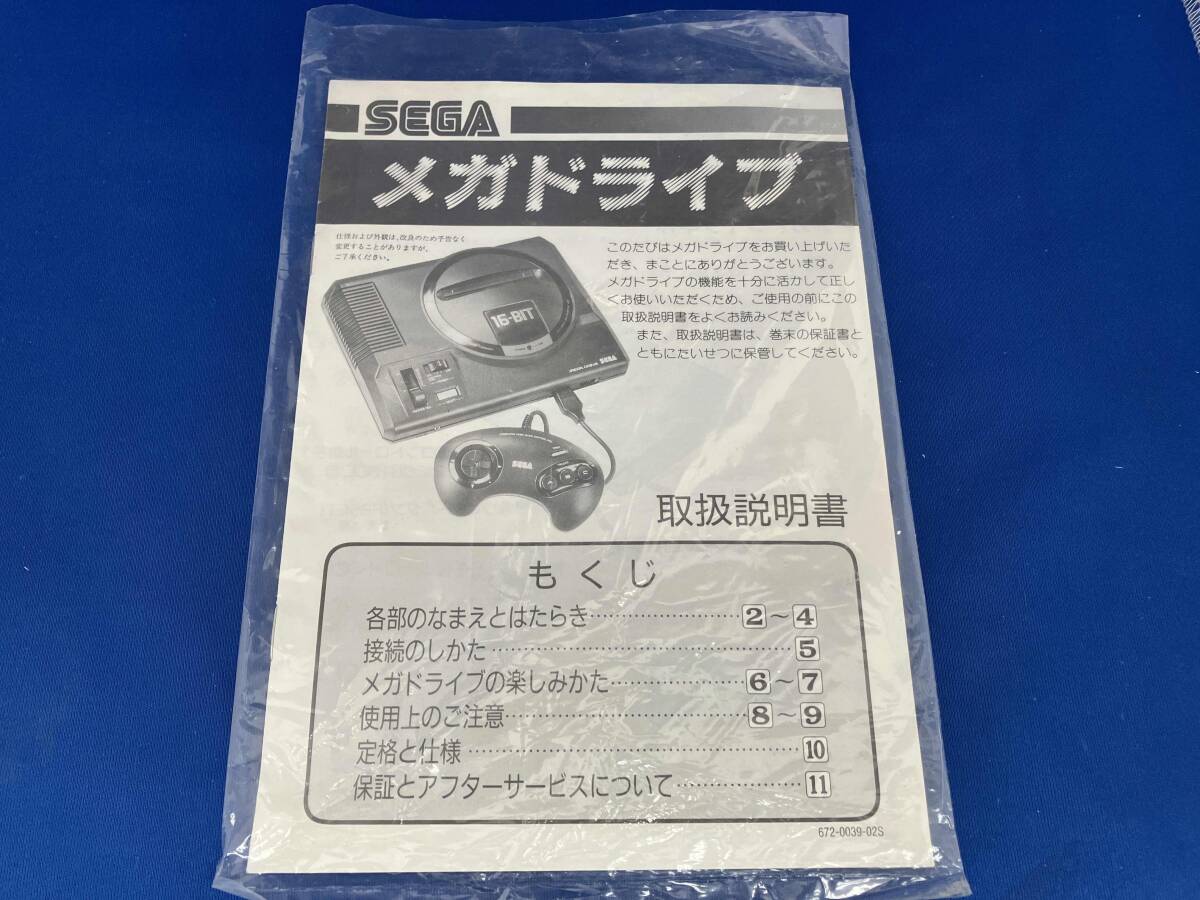 SEGA
メガドライブ
仕様および外観は、改良のため予告なく
変更することがありますが、
ご了承ください。
このたびはメガドライブをお買い上げいた
だき、まことにありがとうございます。
メガドライブの機能を十分に活かして正し
くお使いいただくため、ご使用の前にこの
取扱説明書をよくお読みください。
また、取扱説明書は、巻末の保証書と
ともにたいせつに保管してください。
16-BIT
SEGA
SEGA
取扱説明書
もくじ
各部のなまえとはたらき……………………2～4
接続のしかた……………………………………5
メガドライブの楽しみかた…………………6～7
使用上のご注意………………………………8～9
定格と仕様………………………………………10
保証とアフターサービスについて……………11
672-0039-02S